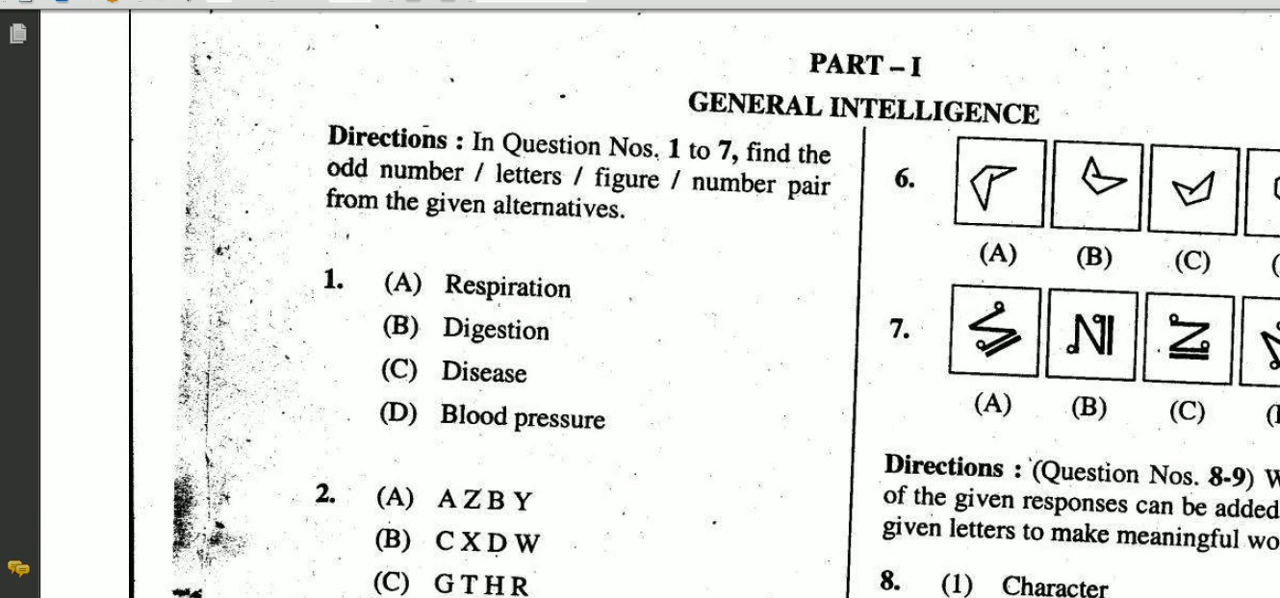 PART – I
GENERAL INTELLIGENCE
Directions : In Question Nos. 1 to 7, find the
odd number / letters / figure / number pair
from the given alternatives.
1. (A) Respiration
(B) Digestion
(C) Disease
(D) Blood pressure
2. (A) A Z B Y
(B) C X D W
(C) G T H R
6.
(A) (B) (C)
7.
(A) (B) (C)
Directions : (Question Nos. 8-9)
of the given responses can be added
given letters to make meaningful
8. (1) Character